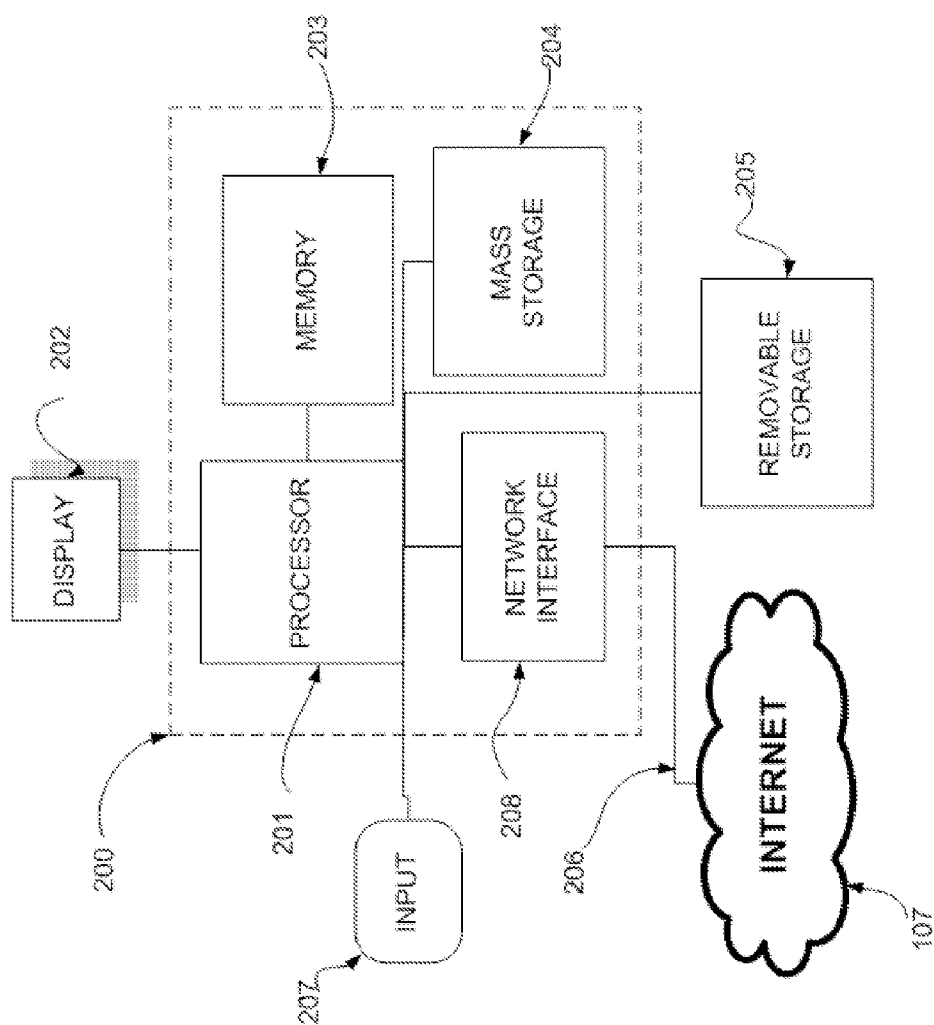 DISPLAY
202
200
201
PROCESSOR
MEMORY
203
207
INPUT
208
NETWORK
INTERFACE
MASS
STORAGE
204
206
INTERNET
REMOVABLE
STORAGE
205
107